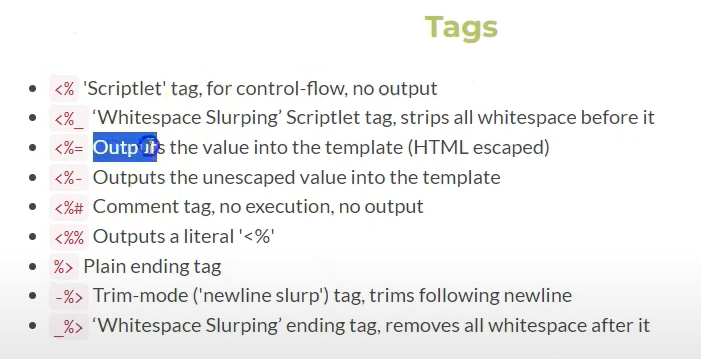 Tags
<% 'Scriptlet' tag, for control-flow, no output
<%_ ‘Whitespace Slurping’ Scriptlet tag, strips all whitespace before it
<%= Outputs the value into the template (HTML escaped)
<%- Outputs the unescaped value into the template
<%# Comment tag, no execution, no output
<%% Outputs a literal '<%'
%> Plain ending tag
-%> Trim-mode ('newline slurp') tag, trims following newline
_%> ‘Whitespace Slurping’ ending tag, removes all whitespace after it